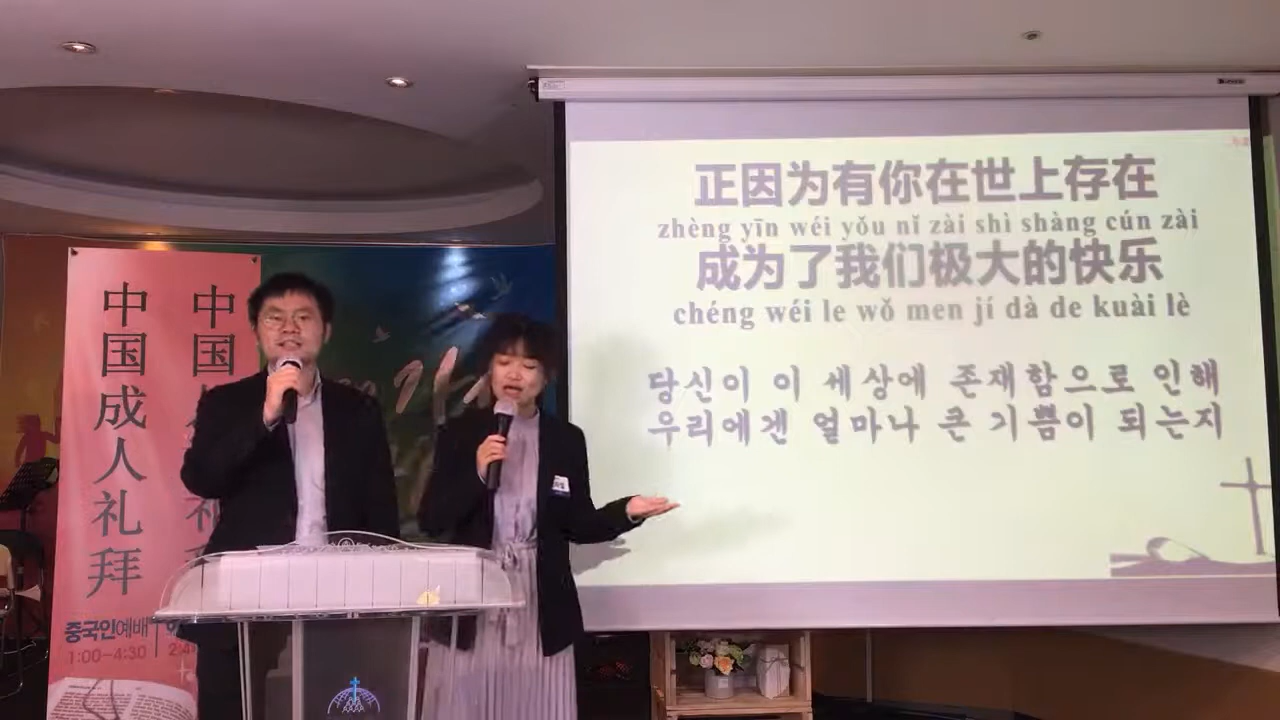 正因为有你在世上存在
zhèng yīn wéi yǒu nǐ zài shì shàng cún zài
成为了我们极大的快乐
chéng wéi le wǒ men jí dà de kuài lè
당신이 이 세상에 존재함으로 인해
우리에겐 얼마나 큰 기쁨이 되는지
中国成人礼拜
中国
礼
중국인예배
1:00-4:30